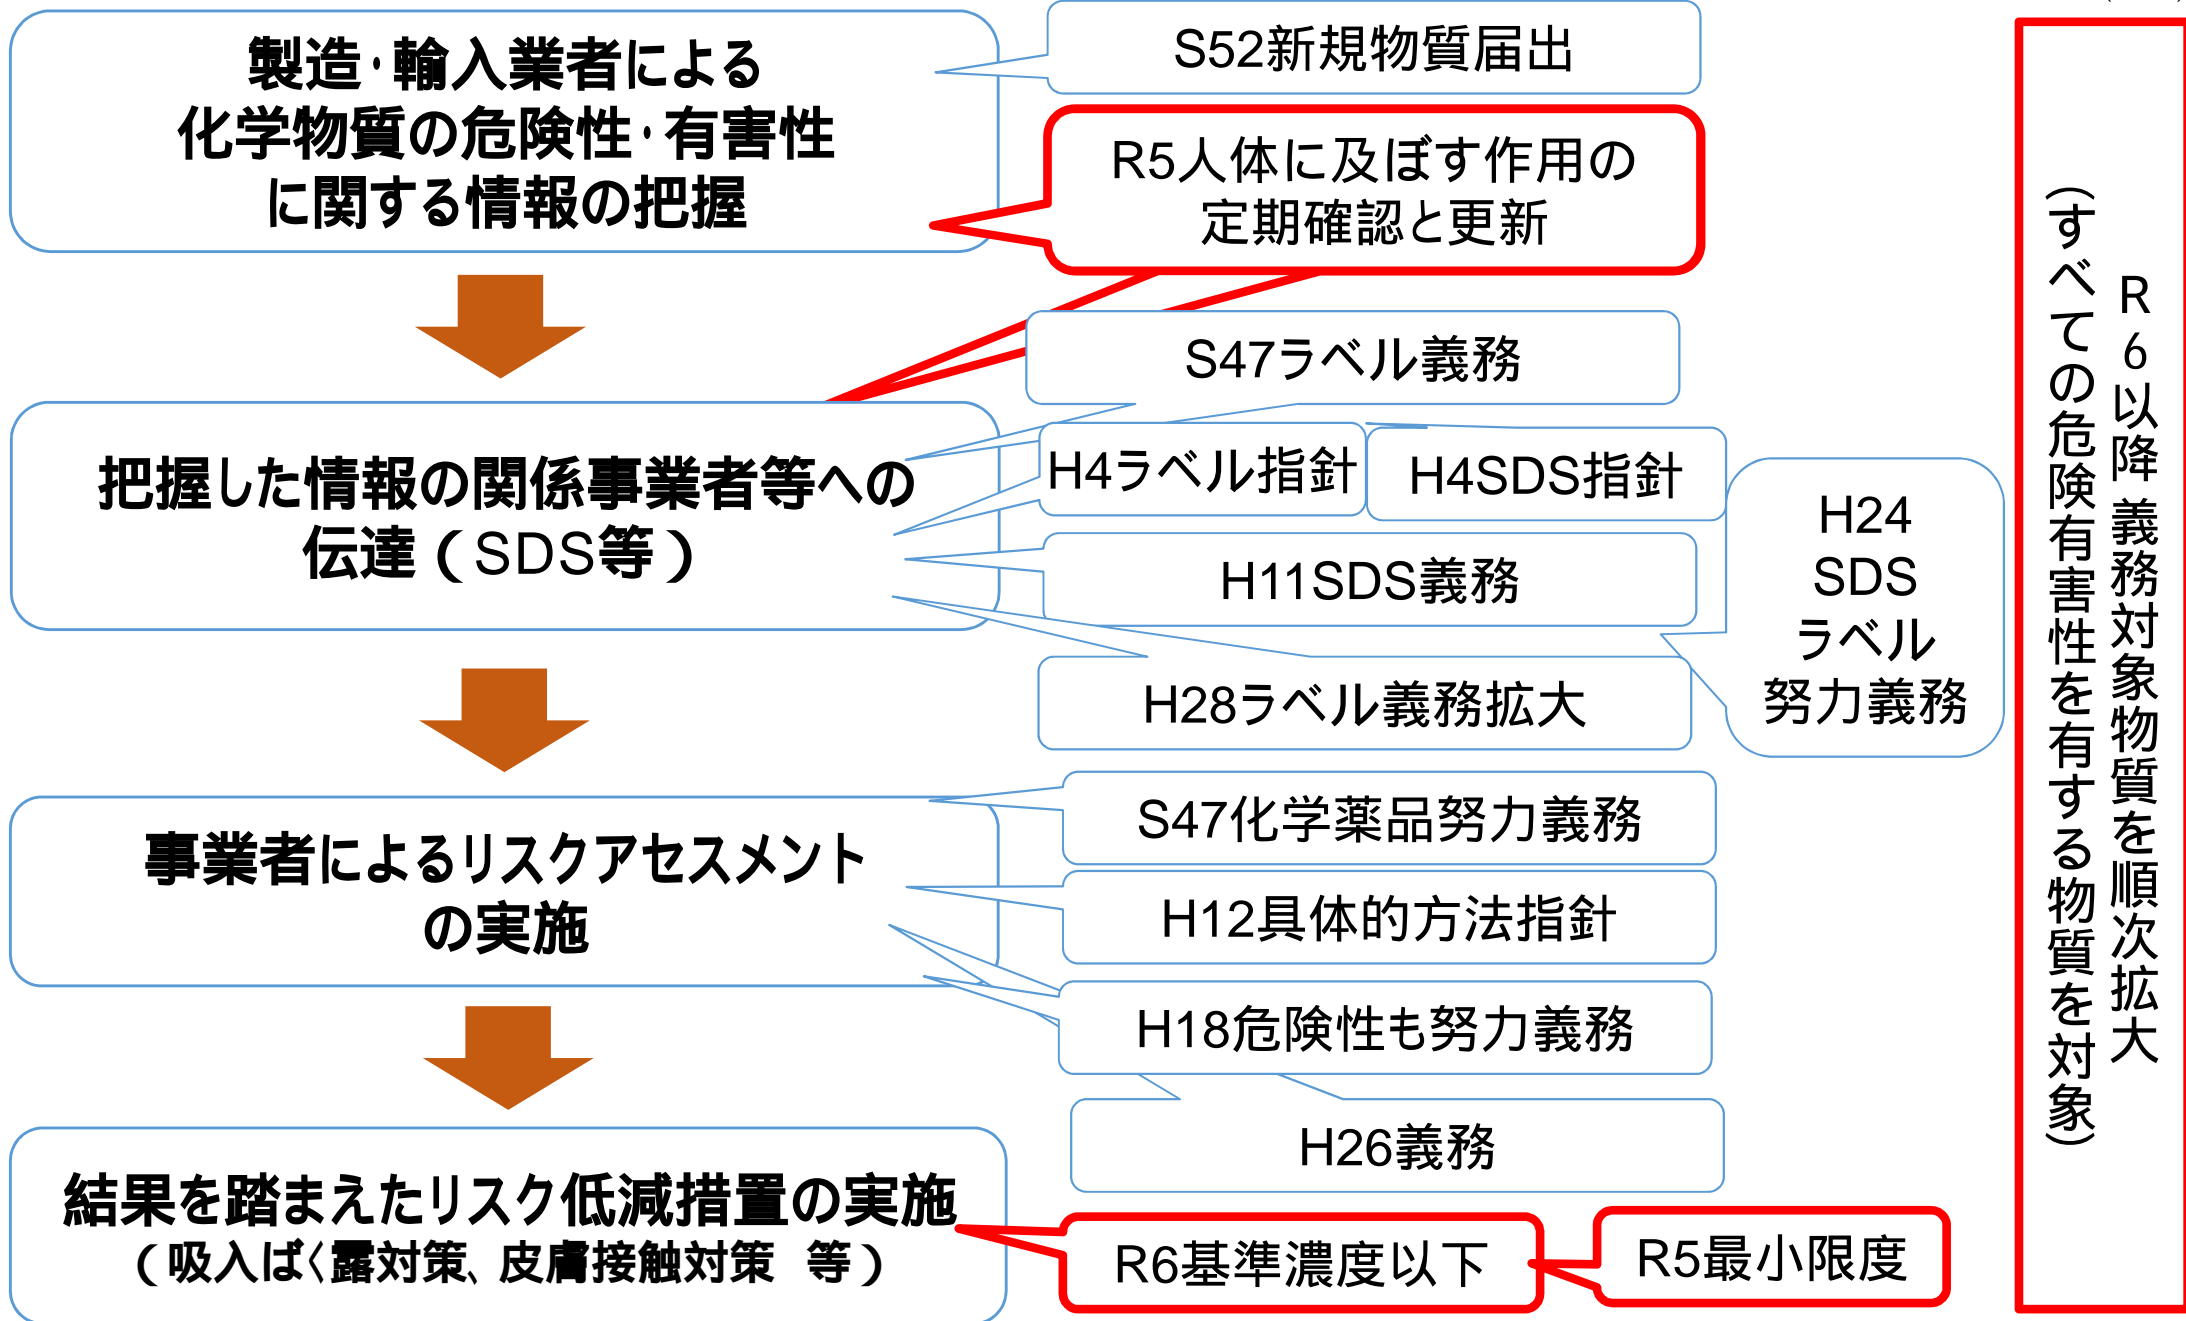 製造・輸入業者による
化学物質の危険性・有害性
に関する情報の把握
S52新規物質届出
R5人体に及ぼす作用の
定期確認と更新
把握した情報の関係事業者等への
伝達（SDS等）
S47ラベル義務
H4ラベル指針
H4SDS指針
H11SDS義務
H28ラベル義務拡大
H24
SDS
ラベル
努力義務
事業者によるリスクアセスメント
の実施
S47化学薬品努力義務
H12具体的方法指針
H18危険性も努力義務
H26義務
結果を踏まえたリスク低減措置の実施
（吸入ばく露対策、皮膚接触対策　等）
R6基準濃度以下
R5最小限度
R6以降 義務対象物質を順次拡大
（すべての危険有害性を有する物質を対象）